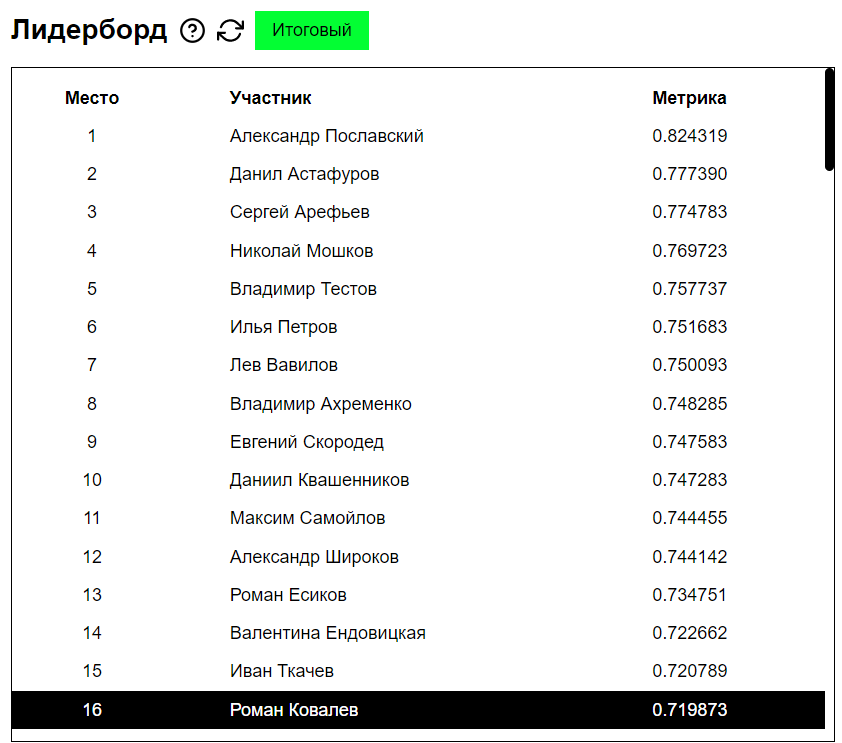 Лидерборд Итоговый
Место Участник Метрика
1 Александр Пославский 0.824319
2 Данил Астафуров 0.777390
3 Сергей Арефьев 0.774783
4 Николай Мошков 0.769723
5 Владимир Тестов 0.757737
6 Илья Петров 0.751683
7 Лев Вавилов 0.750093
8 Владимир Ахременко 0.748285
9 Евгений Скородед 0.747583
10 Даниил Квашенников 0.747283
11 Максим Самойлов 0.744455
12 Александр Широков 0.744142
13 Роман Есиков 0.734751
14 Валентина Ендовицкая 0.722662
15 Иван Ткачев 0.720789
16 Роман Ковалев 0.719873